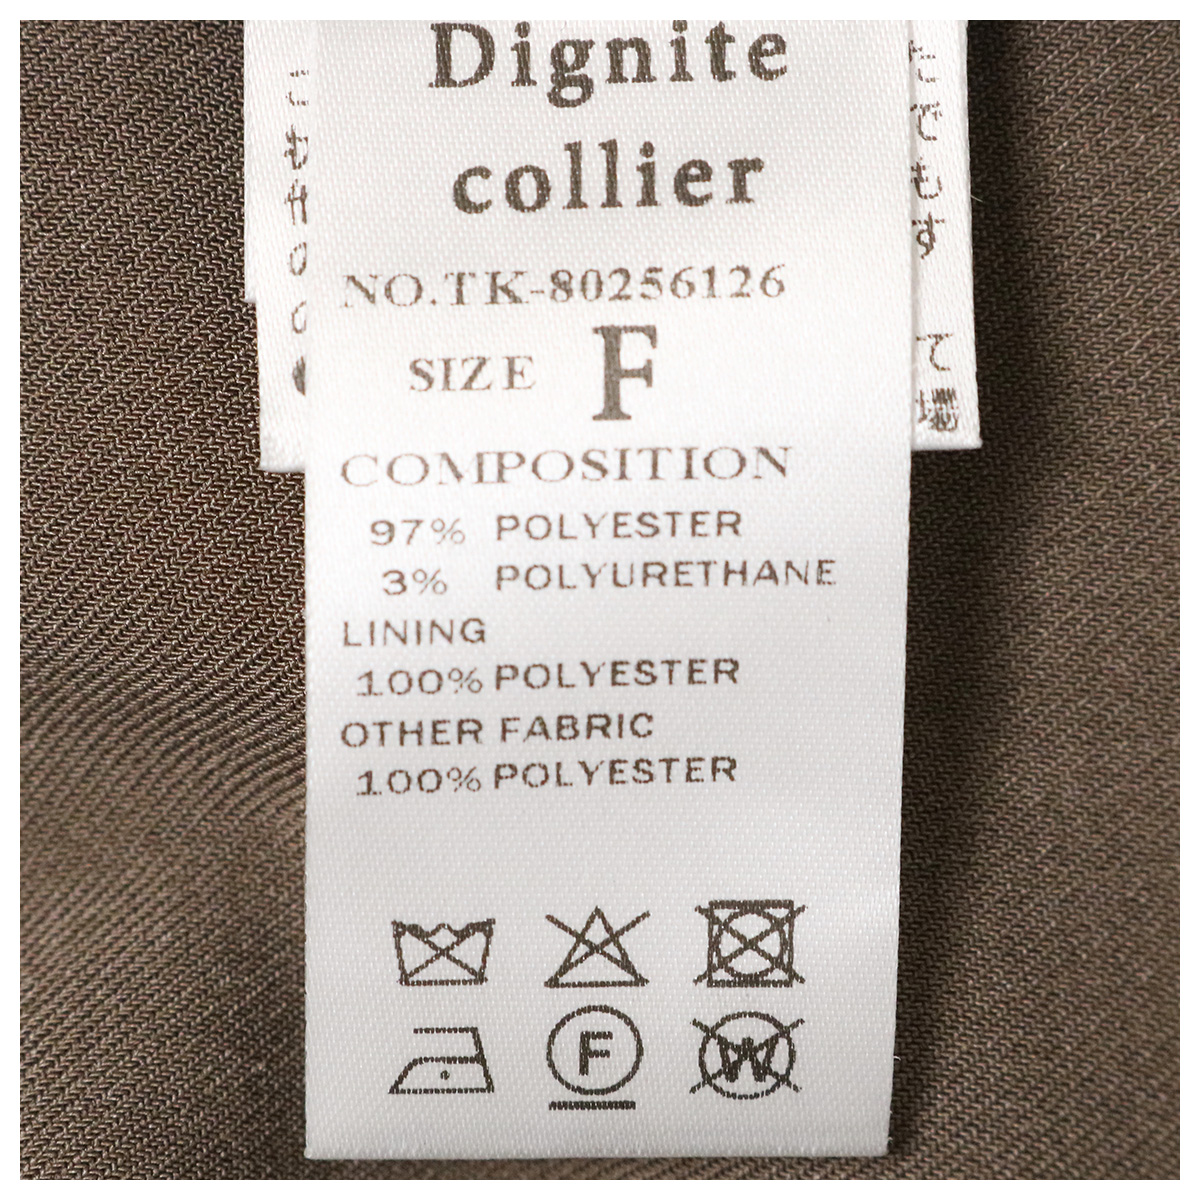 Dignite
collier
NO.TK-80256126
SIZE F
COMPOSITION
97% POLYESTER
3% POLYURETHANE
LINING
100% POLYESTER
OTHER FABRIC
100% POLYESTER
F
W